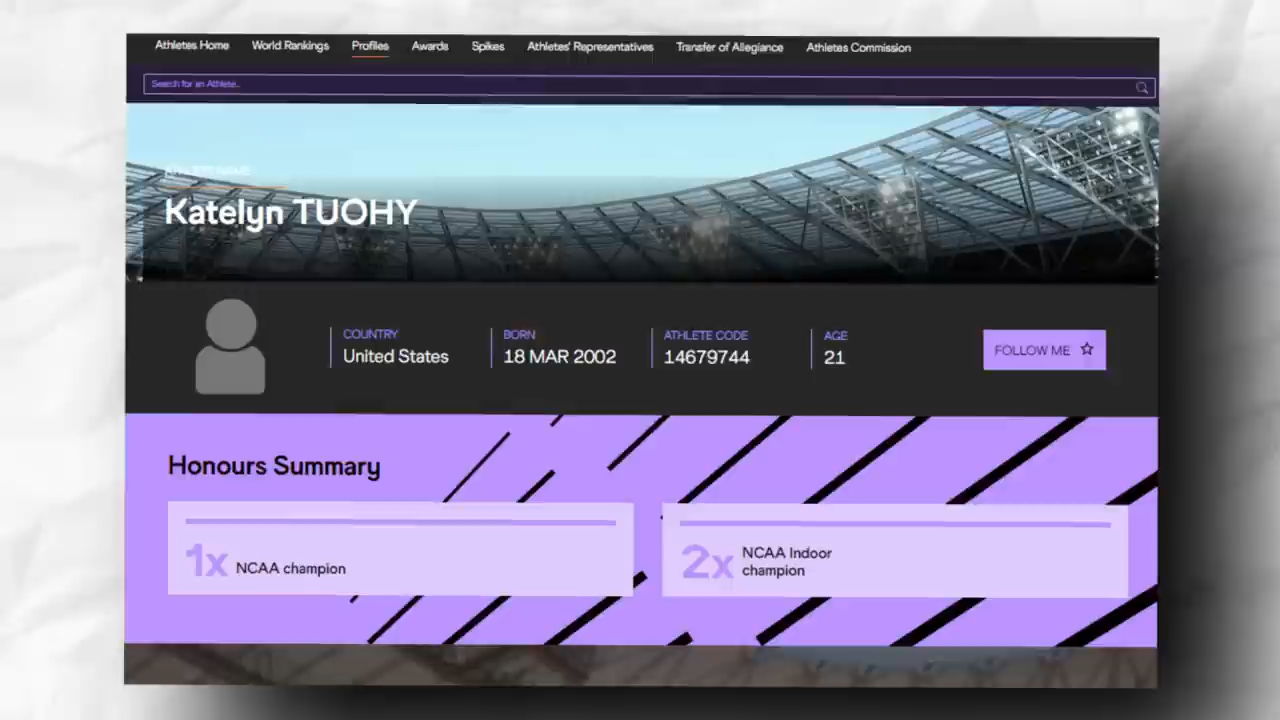 Athletes Home World Rankings Profiles Awards Spikes Athletes' Representatives Transfer of Allegiance Athletes Commission
Search for an Athlete..
Katelyn TUOHY
COUNTRY BORN ATHLETE CODE AGE
United States 18 MAR 2002 14679744 21
FOLLOW ME
Honours Summary
1x NCAA champion
2x NCAA Indoor
champion